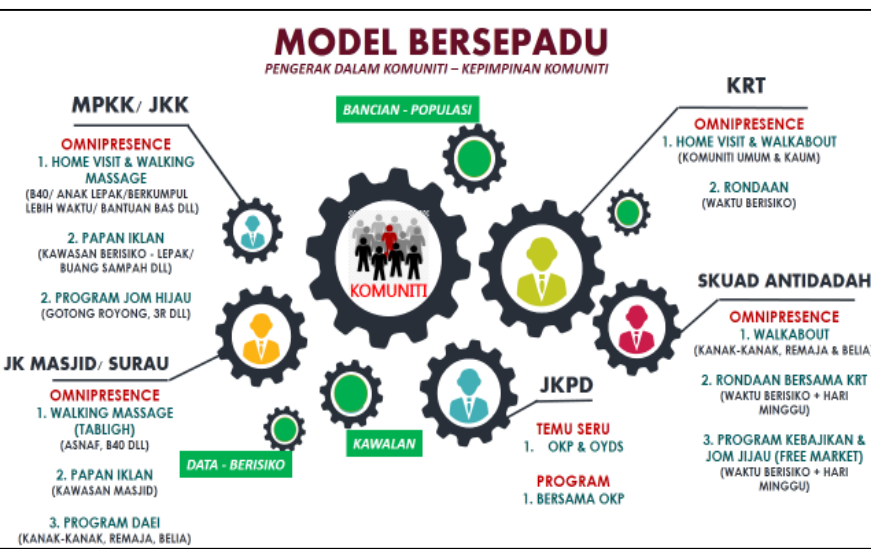 MODEL BERSEPADU
PENGERAK DALAM KOMUNITI – KEPIMPINAN KOMUNITI
MPKK/ JKK
OMNIPRESENCE
1. HOME VISIT & WALKING
MASSAGE
(B40/ ANAK LEPAK/BERKUMPUL
LEBIH WAKTU/ BANTUAN BAS DLL)
2. PAPAN IKLAN
(KAWASAN BERISIKO - LEPAK/
BUANG SAMPAH DLL)
2. PROGRAM JOM HIJAU
(GOTONG ROYONG, 3R DLL)
JK MASJID/ SURAU
OMNIPRESENCE
1. WALKING MASSAGE
(TABLIGH)
(ASNAF, B40 DLL)
2. PAPAN IKLAN
(KAWASAN MASJID)
3. PROGRAM DAEI
(KANAK-KANAK, REMAJA, BELIA)
BANCIAN - POPULASI
KOMUNITI
KAWALAN
DATA - BERISIKO
JKPD
TEMU SERU
1. OKP & OYDS
PROGRAM
1. BERSAMA OKP
KRT
OMNIPRESENCE
1. HOME VISIT & WALKABOUT
(KOMUNITI UMUM & KAUM)
2. RONDAAN
(WAKTU BERISIKO)
SKUAD ANTIDADAH
OMNIPRESENCE
1. WALKABOUT
(KANAK-KANAK, REMAJA & BELIA)
2. RONDAAN BERSAMA KRT
(WAKTU BERISIKO + HARI
MINGGU)
3. PROGRAM KEBAJIKAN &
JOM JIJAU (FREE MARKET)
(WAKTU BERISIKO + HARI
MINGGU)